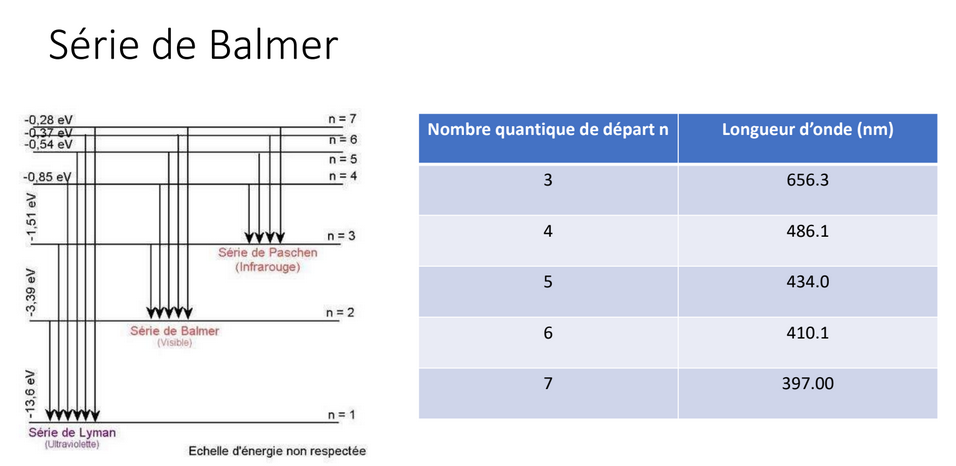 Série de Balmer
-0,28 eV
n = 7
-0,37 eV
n = 6
-0,54 eV
n = 5
-0,85 eV
n = 4
-1,51 eV
n = 3
Série de Paschen
(Infrarouge)
-3,39 eV
n = 2
Série de Balmer
(Visible)
-13,6 eV
n = 1
Série de Lyman
(Ultraviolette)
Echelle d'énergie non respectée
Nombre quantique de départ n Longueur d’onde (nm)
3 656.3
4 486.1
5 434.0
6 410.1
7 397.00